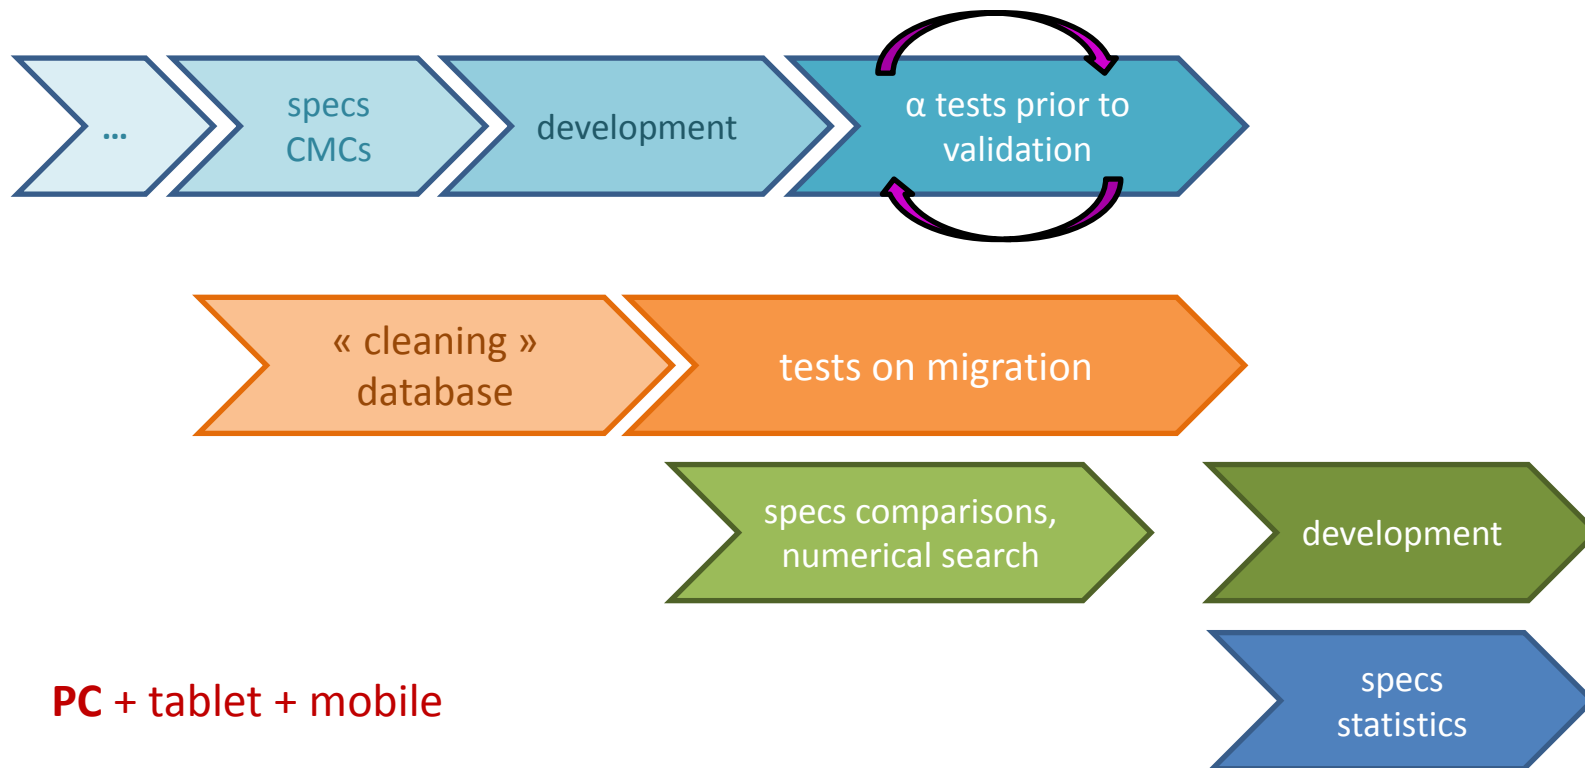 ...
specs
CMCs
development
α tests prior to
validation
« cleaning »
database
tests on migration
specs comparisons,
numerical search
development
specs
statistics
PC + tablet + mobile